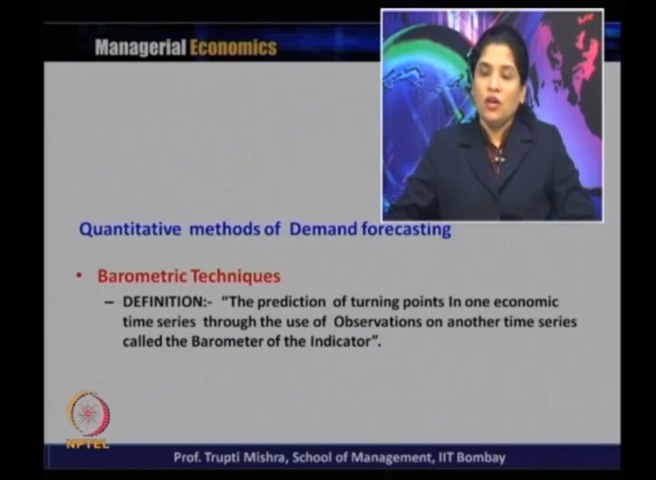 Managerial Economics
Quantitative methods of Demand forecasting
• Barometric Techniques
– DEFINITION:- “The prediction of turning points In one economic
time series through the use of Observations on another time series
called the Barometer of the Indicator”.
NPTEL
Prof. Trupti Mishra, School of Management, IIT Bombay